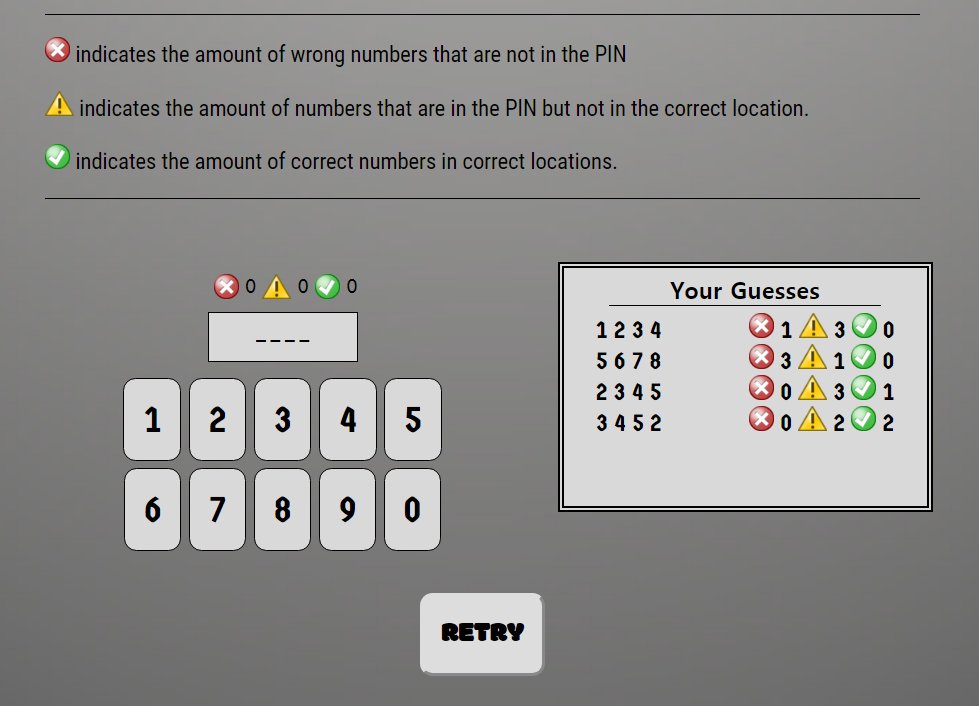 indicates the amount of wrong numbers that are not in the PIN
indicates the amount of numbers that are in the PIN but not in the correct location.
indicates the amount of correct numbers in correct locations.
0 0 0
____
1 2 3 4 5
6 7 8 9 0
Your Guesses
1 2 3 4 1 3 0
5 6 7 8 3 1 0
2 3 4 5 0 3 1
3 4 5 2 0 2 2
RETRY